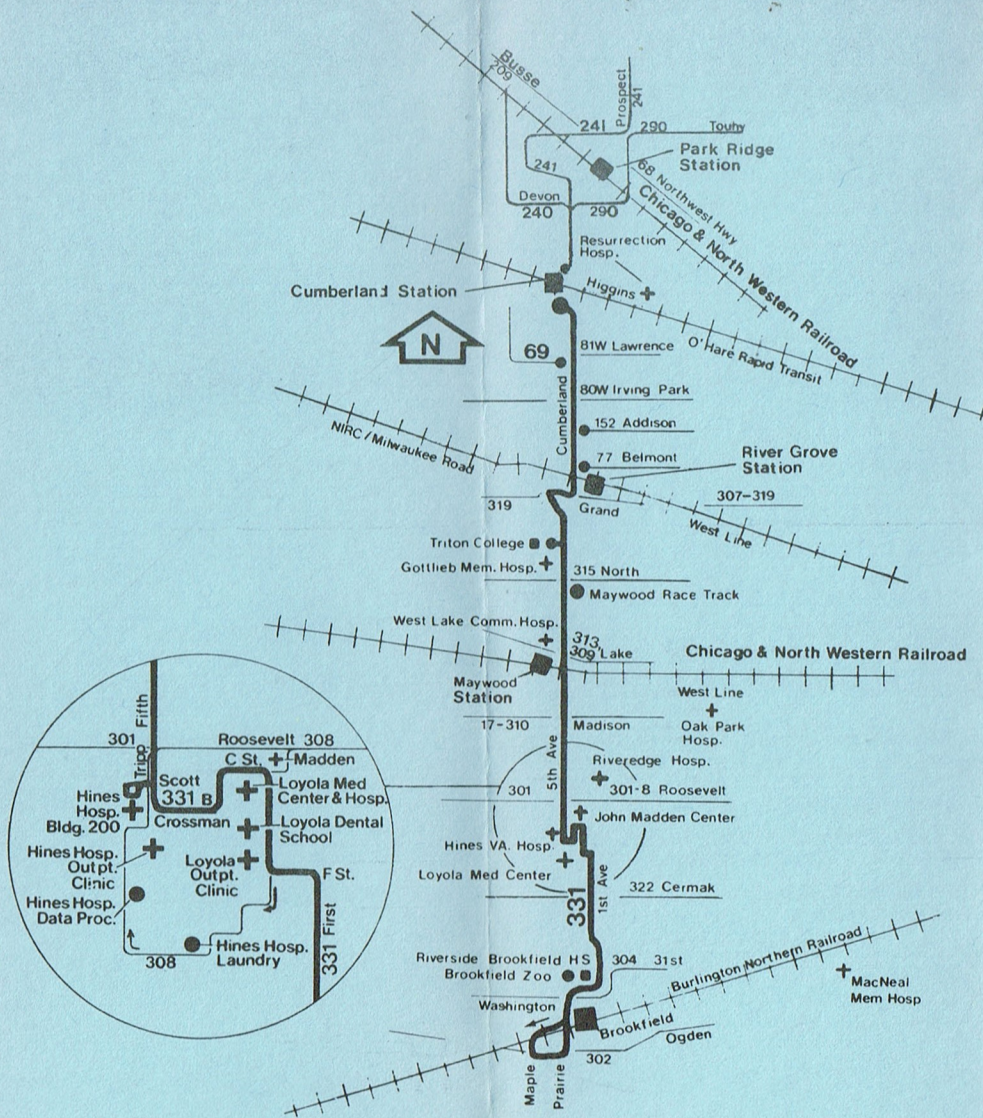 Busse
209
Prospect
241
241
290
Touhy
Park Ridge
Station
241
68 Northwest Hwy
Devon
240
290
Chicago & North Western Railroad
Resurrection
Hosp.
Cumberland Station
Higgins
N
69
81W Lawrence
O'Hare Rapid Transit
Cumberland
80W Irving Park
152 Addison
NIRC / Milwaukee Road
77 Belmont
River Grove
Station
319
Grand
307-319
West Line
Triton College
Gottlieb Mem. Hosp.
315 North
Maywood Race Track
West Lake Comm. Hosp.
313,
309 Lake
Chicago & North Western Railroad
Maywood
Station
West Line
17-310
Madison
Oak Park
Hosp.
5th Ave
Riveredge Hosp.
301
301-8 Roosevelt
John Madden Center
Hines VA. Hosp.
Loyola Med Center
331
1st Ave
322 Cermak
Riverside Brookfield HS
304
31st
Brookfield Zoo
Burlington Northern Railroad
Washington
MacNeal
Mem Hosp
Brookfield
Ogden
302
Maple
Prairie
Fifth
301
Roosevelt 308
Tripp
C St.
Madden
Scott
331 B
Loyola Med
Center & Hosp.
Hines
Hosp.
Bldg. 200
Crossman
Loyola Dental
School
Hines Hosp.
Outpt.
Clinic
Loyola
Outpt.
Clinic
F St.
Hines Hosp.
Data Proc.
331 First
308
Hines Hosp.
Laundry